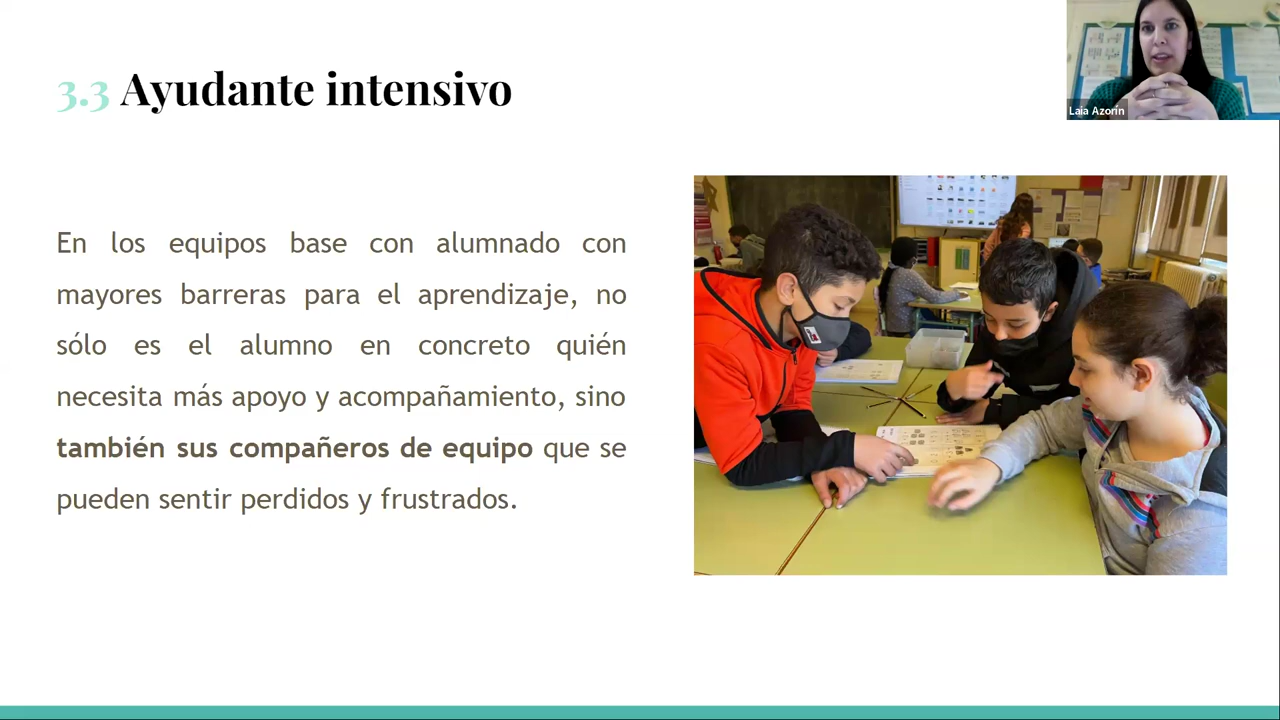 3.3 Ayudante intensivo
Laia Azorín
En los equipos base con alumnado con
mayores barreras para el aprendizaje, no
sólo es el alumno en concreto quién
necesita más apoyo y acompañamiento, sino
también sus compañeros de equipo que se
pueden sentir perdidos y frustrados.